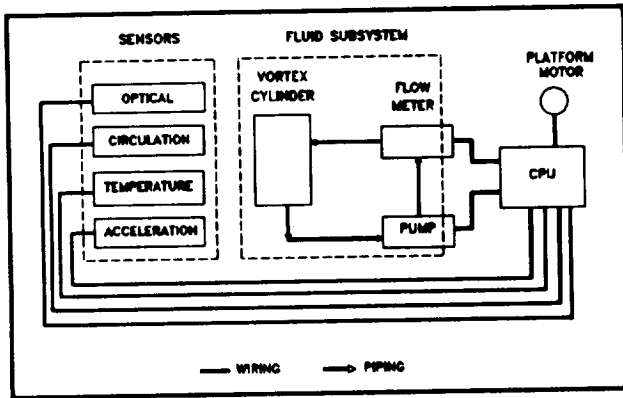 SENSORS
FLUID SUBSYSTEM
PLATFORM
MOTOR
VORTEX
CYLINDER
FLOW
METER
OPTICAL
CIRCULATION
TEMPERATURE
ACCELERATION
PUMP
CPU
WIRING
PIPING